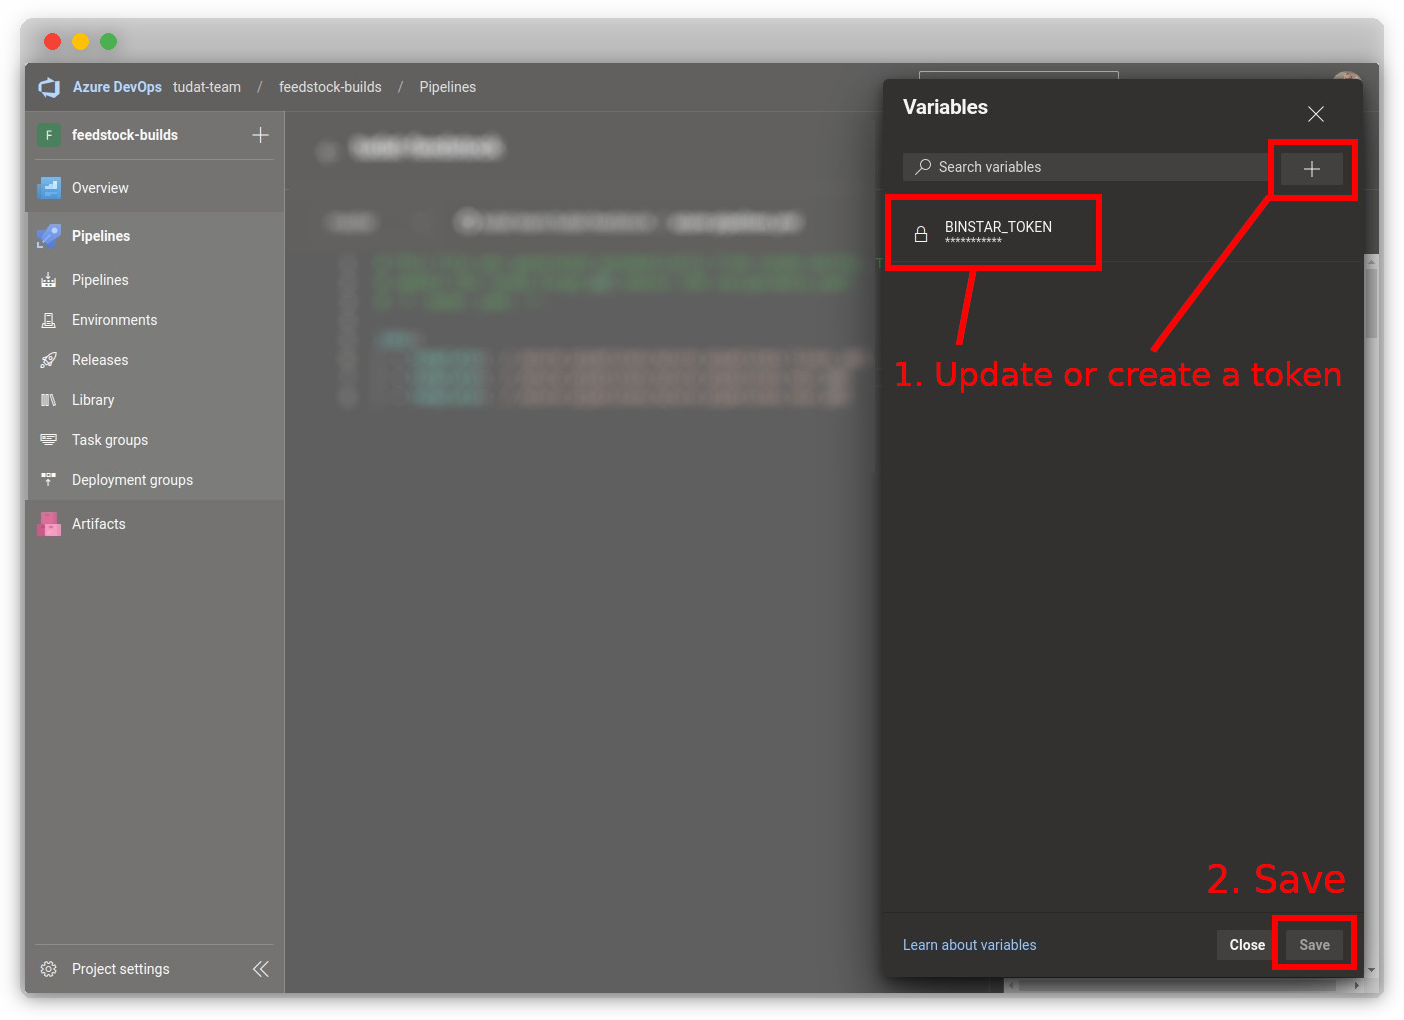 Azure DevOps tudat-team / feedstock-builds / Pipelines
F feedstock-builds
Overview
Pipelines
Pipelines
Environments
Releases
Library
Task groups
Deployment groups
Artifacts
Project settings
Variables
Search variables
BINSTAR_TOKEN
***********
1. Update or create a token
2. Save
Learn about variables
Close
Save